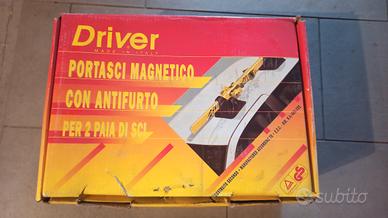 Driver
MADE IN ITALY
PORTASCI MAGNETICO
CON ANTIFURTO
PER 2 PAIA DI SCI
subito